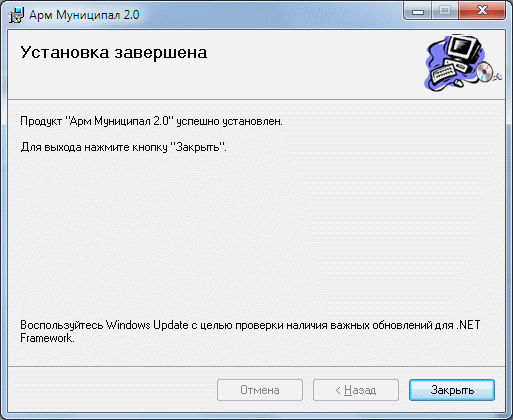 Арм Муниципал 2.0
Установка завершена
Продукт "Арм Муниципал 2.0" успешно установлен.
Для выхода нажмите кнопку "Закрыть".
Воспользуйтесь Windows Update с целью проверки наличия важных обновлений для .NET
Framework.
Отмена < Назад Закрыть